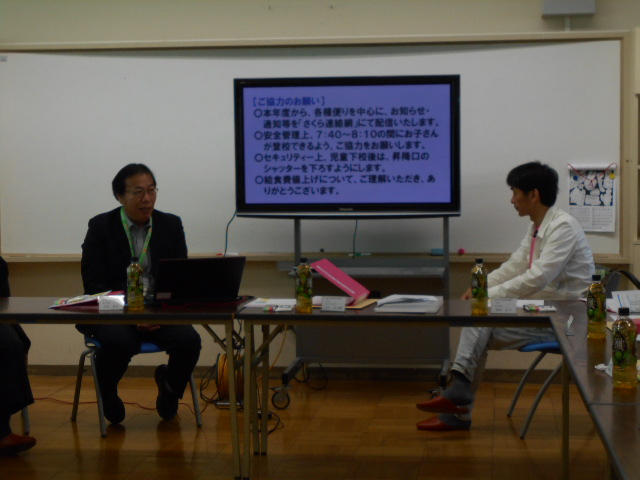 ［ご協力のお願い］
○本年度から、各種便りを中心に、お知らせ・
通知等を「さくら連絡網」にて配信いたします。
○安全管理上、7：40～8：10の間にお子さん
が登校できるよう、ご協力をお願いします。
○セキュリティー上、児童下校後は、昇降口の
シャッターを下ろすようにします。
○給食費値上げについて、ご理解いただき、あ
りがとうございます。